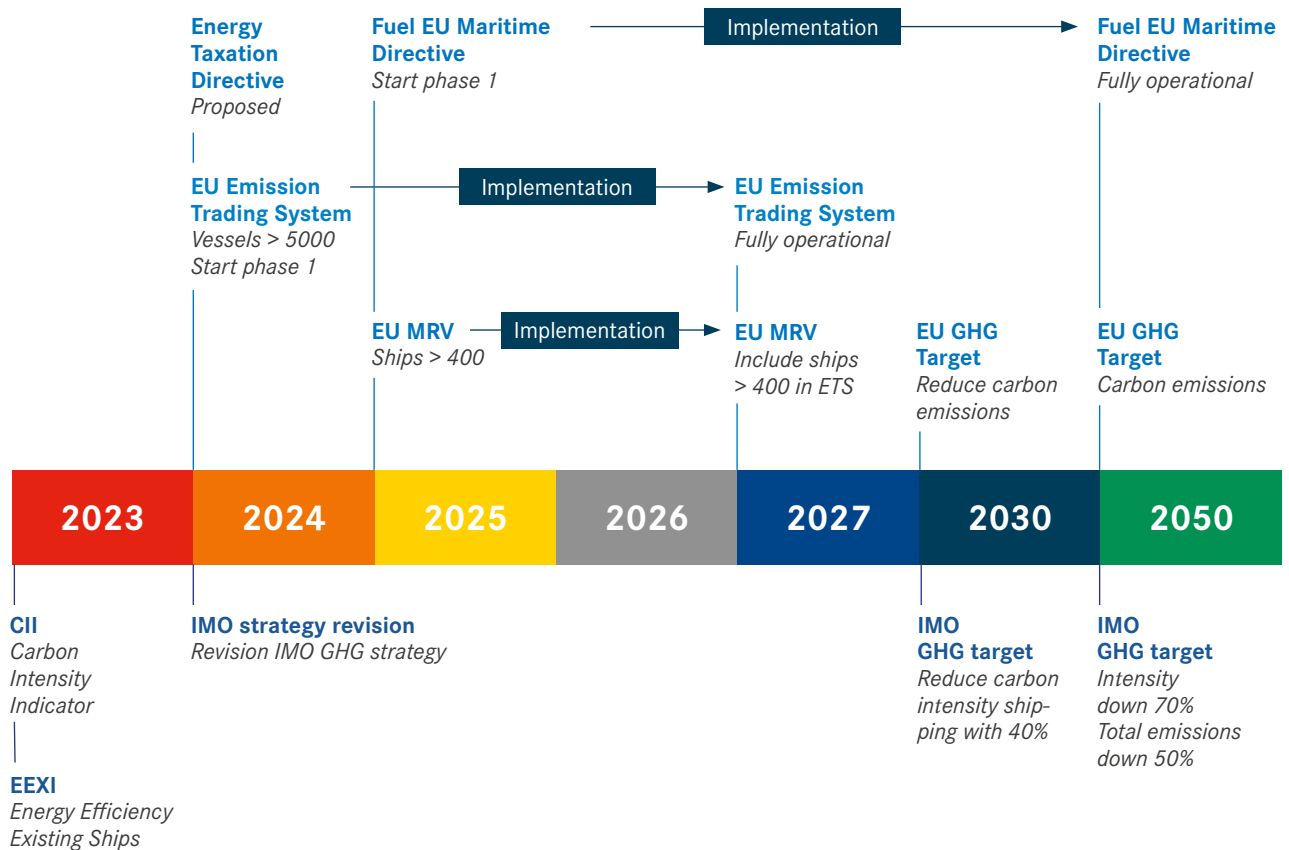 Energy
Taxation
Directive
Proposed
Fuel EU Maritime
Directive
Start phase 1
Implementation
Fuel EU Maritime
Directive
Fully operational
EU Emission
Trading System
Vessels > 5000
Start phase 1
Implementation
EU Emission
Trading System
Fully operational
EU MRV
Ships > 400
Implementation
EU MRV
Include ships
> 400 in ETS
EU GHG
Target
Reduce carbon
emissions
EU GHG
Target
Carbon emissions
2023
2024
2025
2026
2027
2030
2050
CII
Carbon
Intensity
Indicator
EEXI
Energy Efficiency
Existing Ships
IMO strategy revision
Revision IMO GHG strategy
IMO
GHG target
Reduce carbon
intensity ship-
ping with 40%
IMO
GHG target
Intensity
down 70%
Total emissions
down 50%